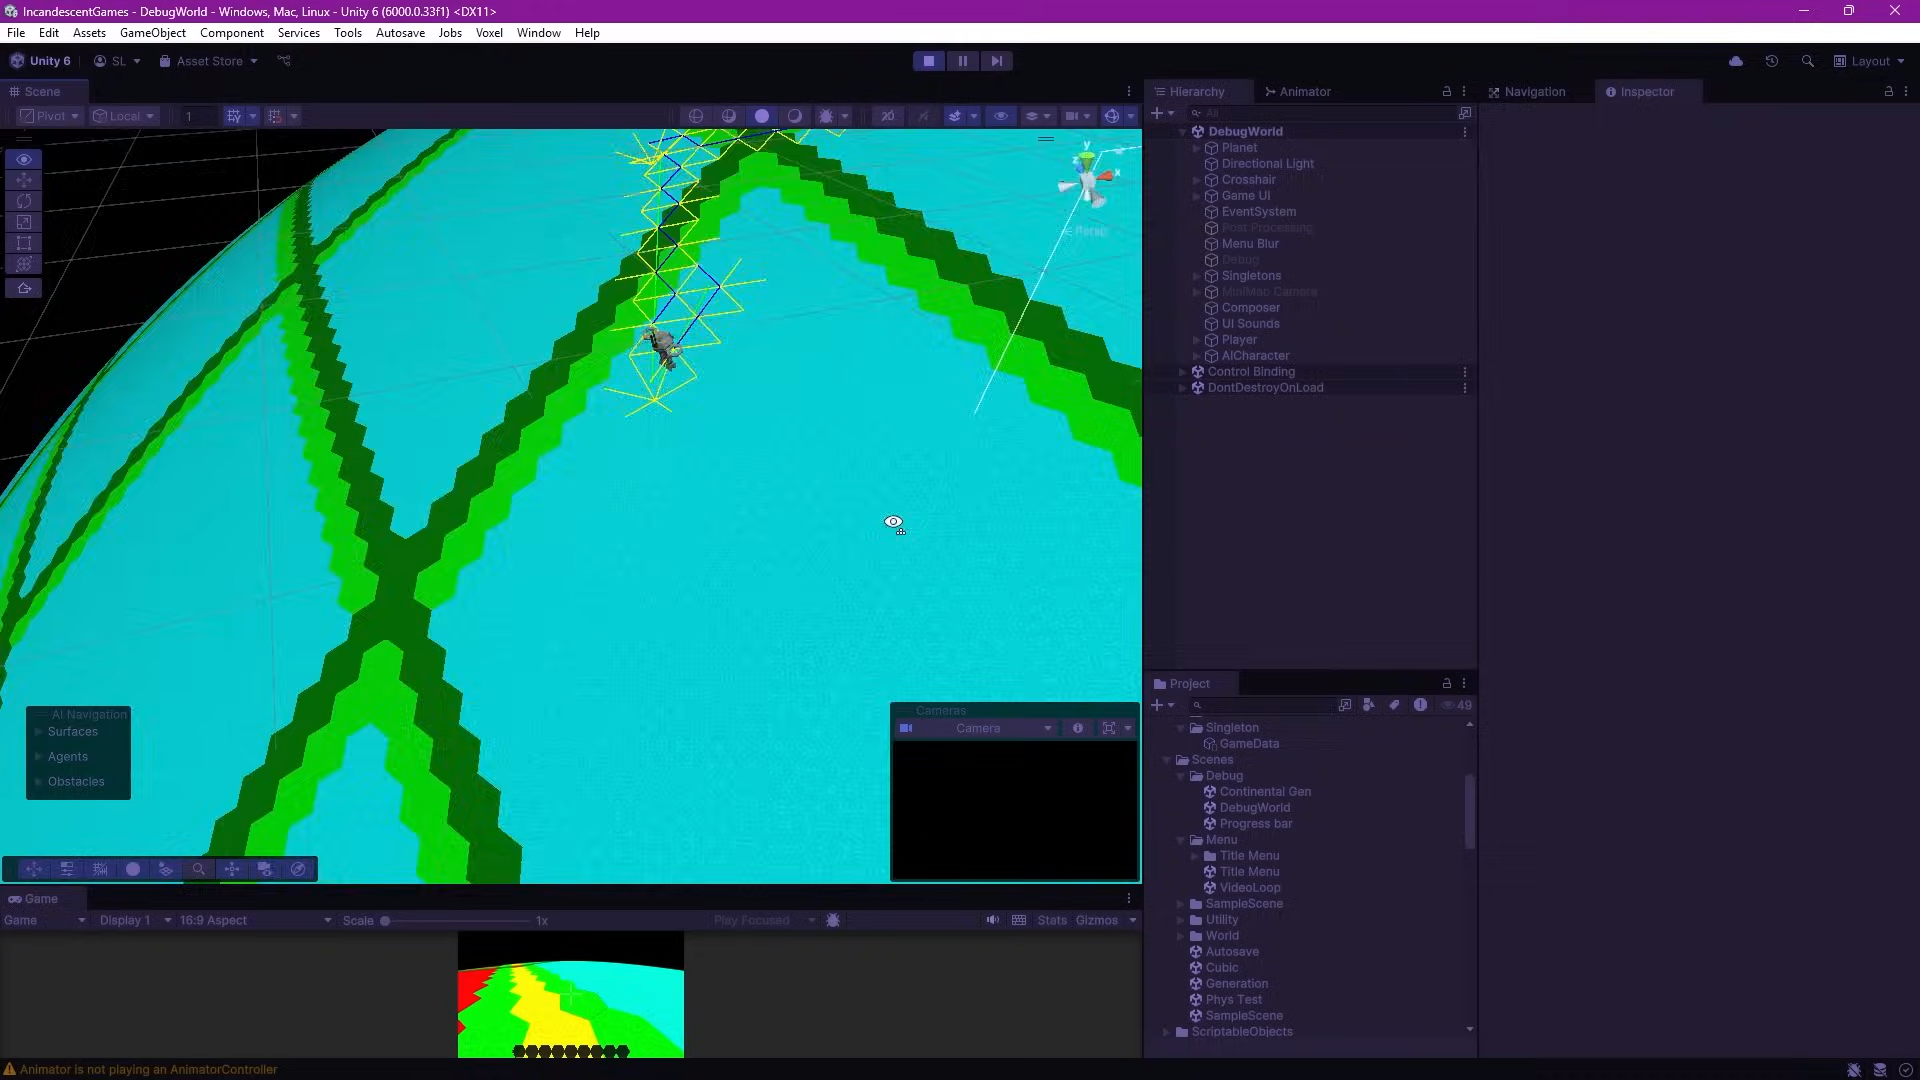 IncandescentGames - DebugWorld - Windows, Mac, Linux - Unity 6 (6000.0.33f1) <DX11>
File Edit Assets GameObject Component Services Tools Autosave Jobs Voxel Window Help
Unity 6 SL Asset Store Layout
Scene
Pivot Local 1 2D
y
z
x
Persp
AI Navigation
Surfaces
Agents
Obstacles
Cameras
Camera
Game
Game Display 1 16:9 Aspect Scale 1x Play Focused Stats Gizmos
Hierarchy Animator
All
DebugWorld
Planet
Directional Light
Crosshair
Game UI
EventSystem
Post Processing
Menu Blur
Debug
Singletons
MiniMap Camera
Composer
UI Sounds
Player
AICharacter
Control Binding
DontDestroyOnLoad
Project
49
Singleton
GameData
Scenes
Debug
Continental Gen
DebugWorld
Progress bar
Menu
Title Menu
Title Menu
VideoLoop
SampleScene
Utility
World
Autosave
Cubic
Generation
Phys Test
SampleScene
ScriptableObjects
Navigation Inspector
Animator is not playing an AnimatorController